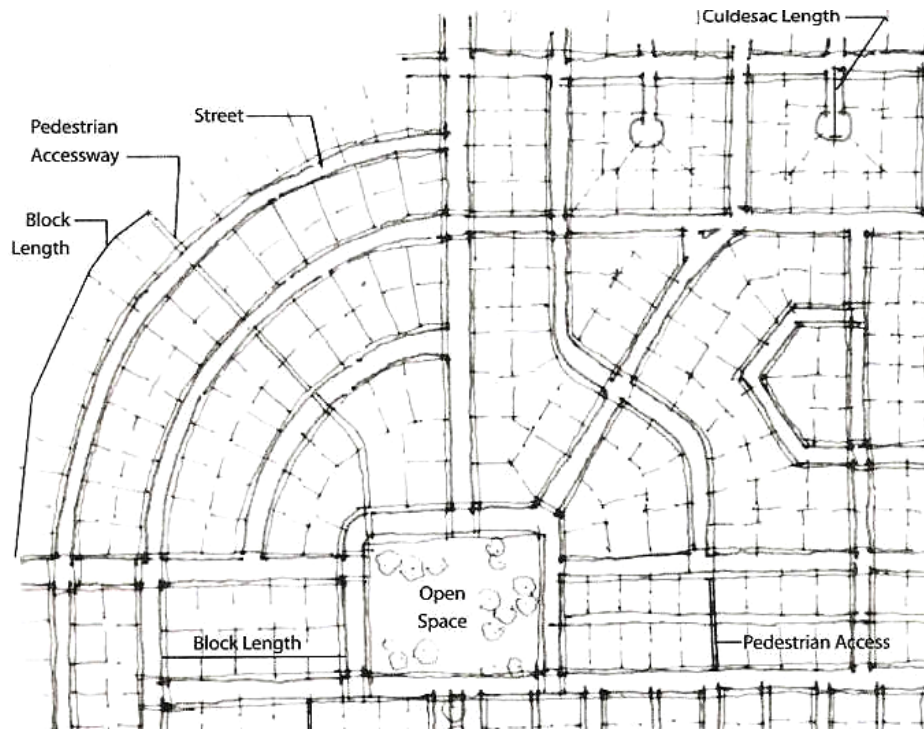 Culdesac Length
Street
Pedestrian
Accessway
Block
Length
Open
Space
Block Length
Pedestrian Access